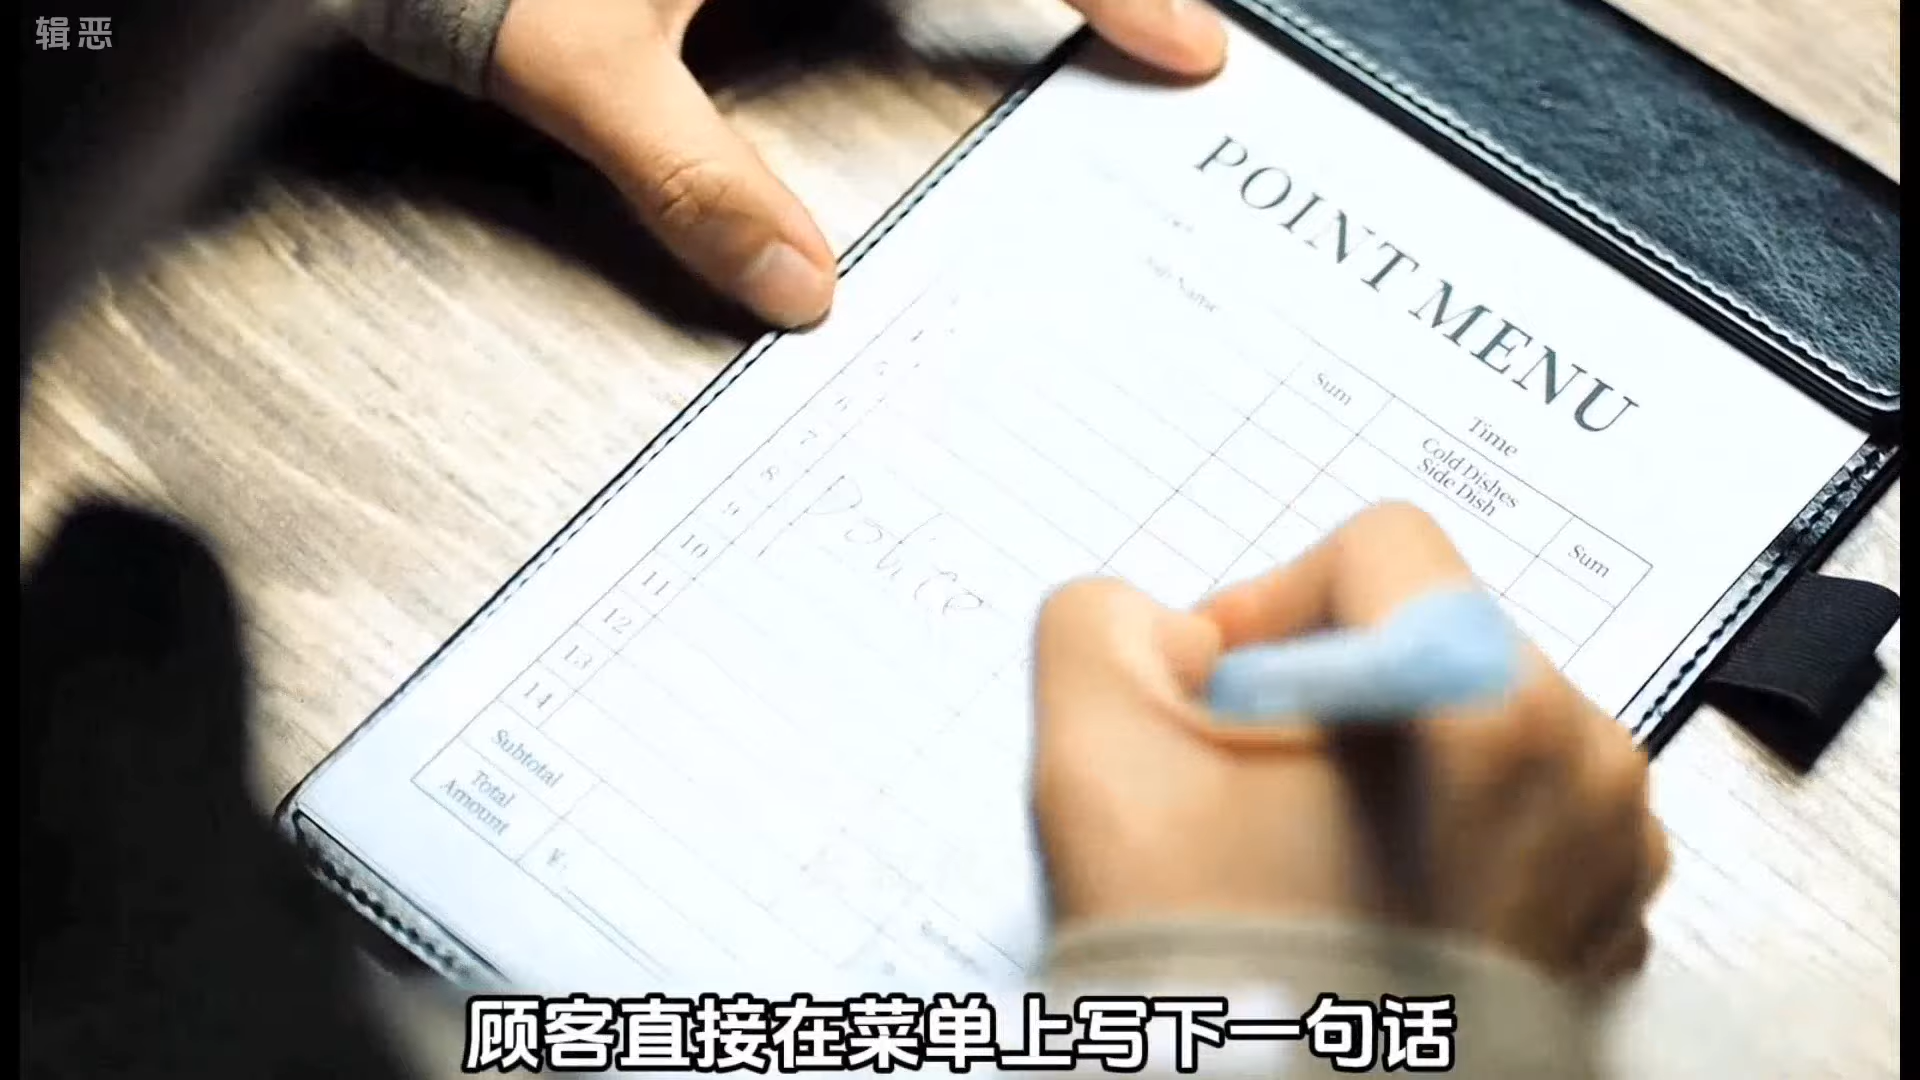 辑恶
POINT MENU
Time
Sum
Cold Dishes
Side Dish
Sum
6
7
8
9
10
11
12
13
14
Police
Subtotal
Total
Amount
¥:
顾客直接在菜单上写下一句话